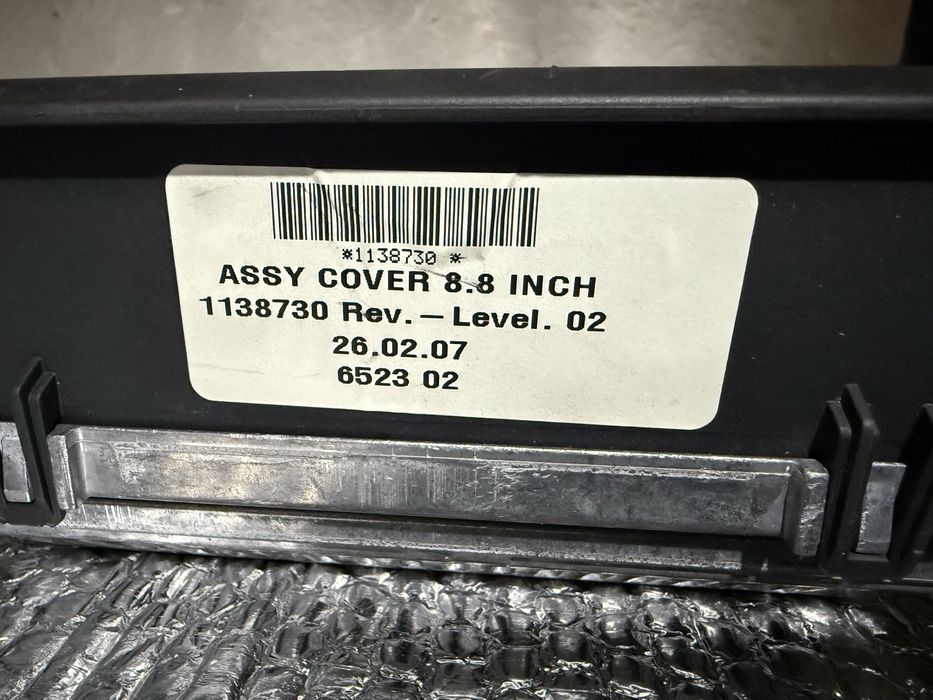 *1138730 *
ASSY COVER 8.8 INCH
1138730 Rev.-Level. 02
26.02.07
6523 02